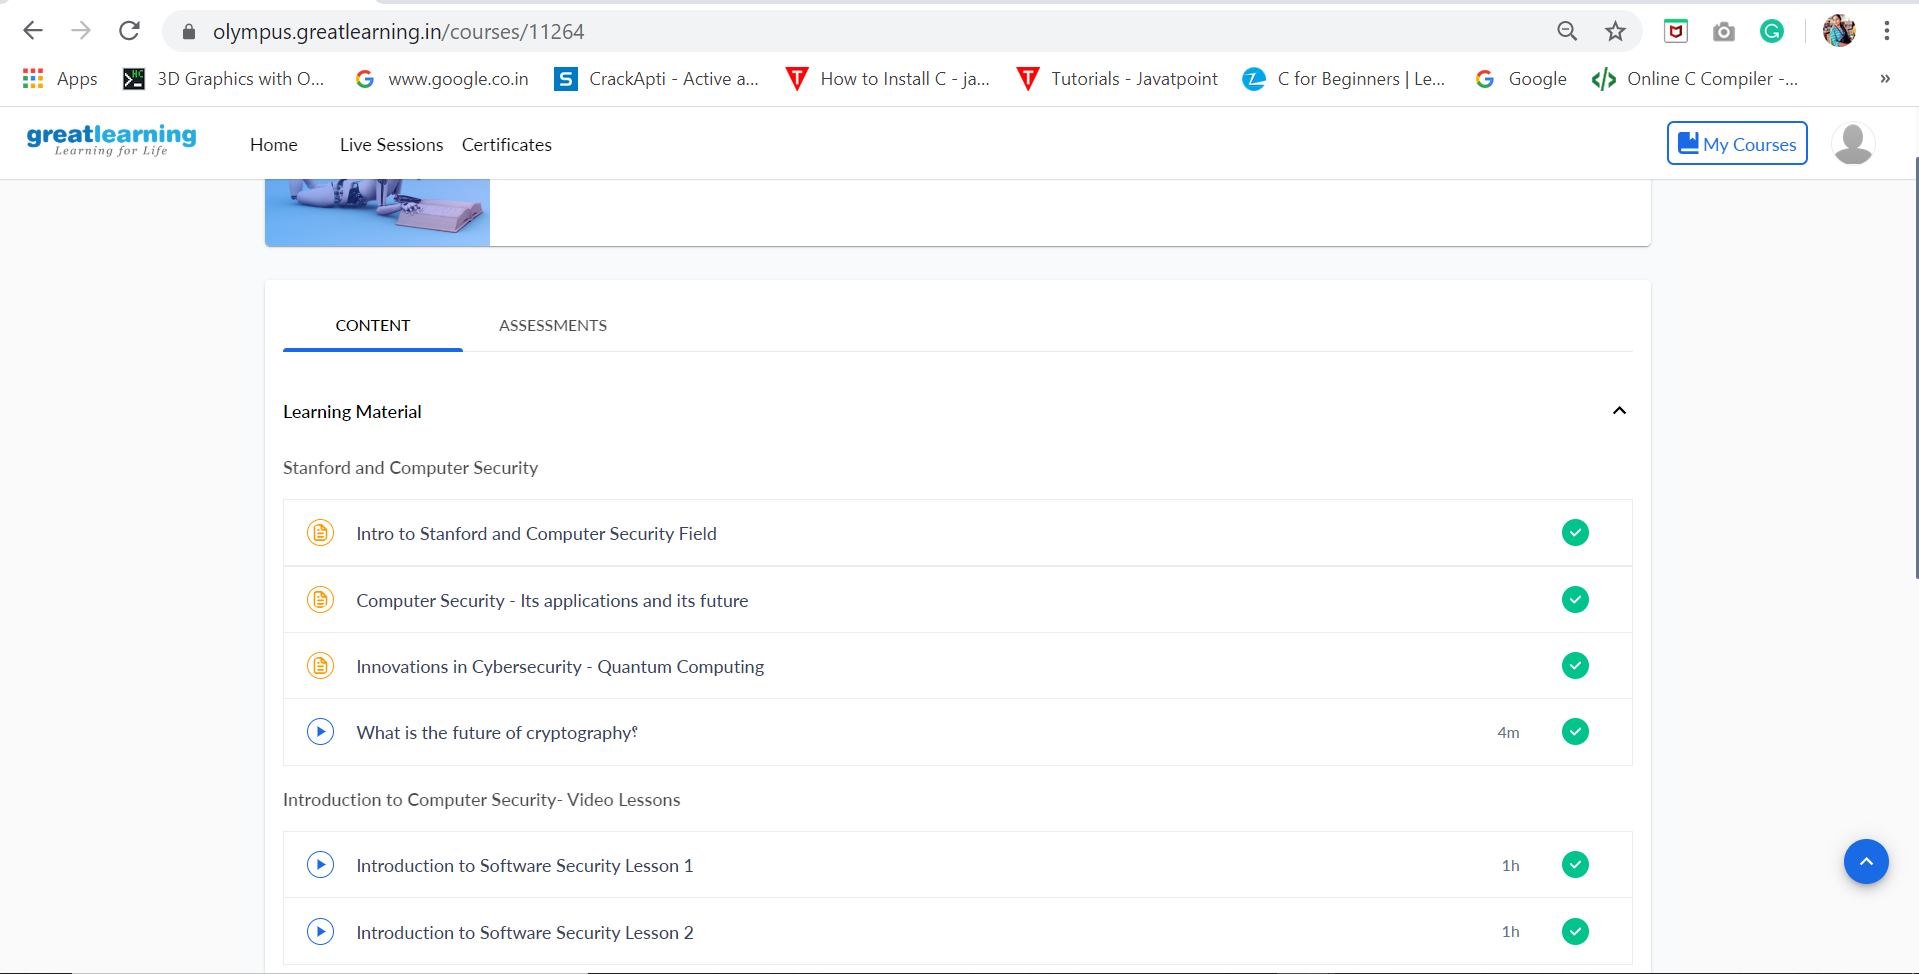 olympus.greatlearning.in/courses/11264
Apps 3D Graphics with O... www.google.co.in CrackApti - Active a... How to Install C - ja... Tutorials - Javatpoint C for Beginners | Le... Google Online C Compiler -... »
greatlearning
Learning for Life
Home Live Sessions Certificates My Courses
CONTENT ASSESSMENTS
Learning Material
Stanford and Computer Security
Intro to Stanford and Computer Security Field
Computer Security - Its applications and its future
Innovations in Cybersecurity - Quantum Computing
What is the future of cryptography؟ 4m
Introduction to Computer Security- Video Lessons
Introduction to Software Security Lesson 1 1h
Introduction to Software Security Lesson 2 1h